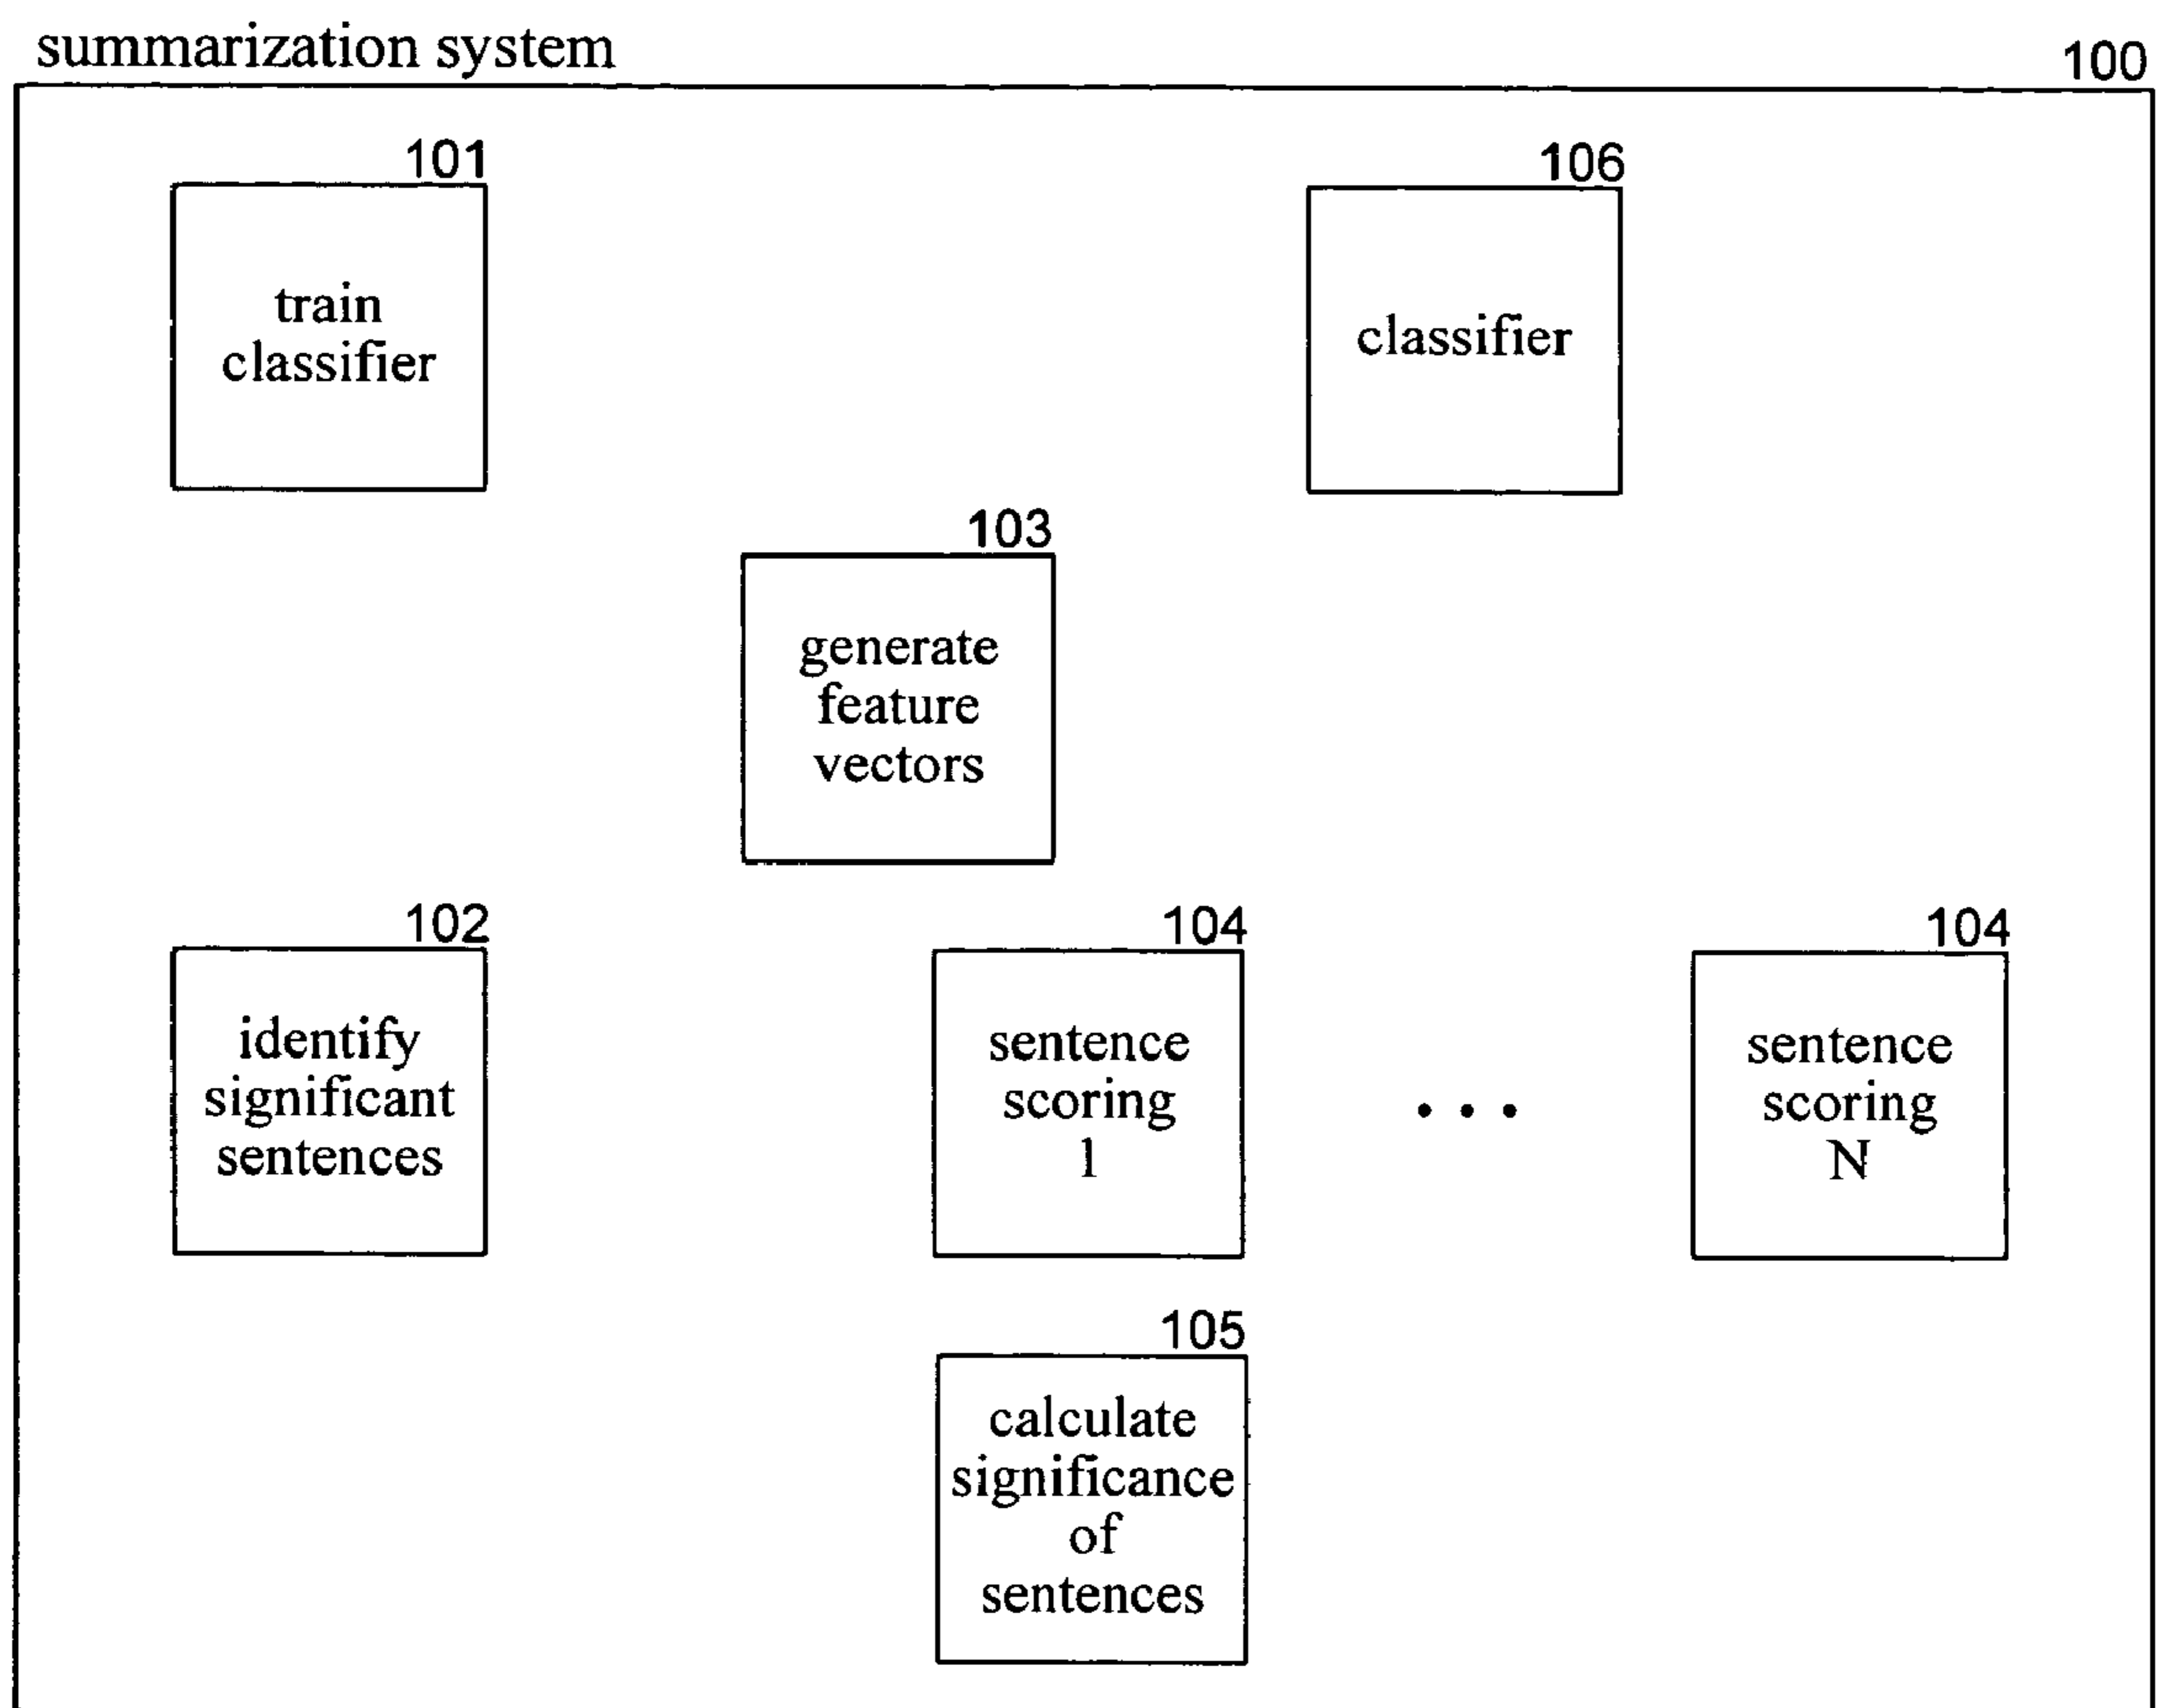 summarization system
100
101
train
classifier
106
classifier
103
generate
feature
vectors
102
identify
significant
sentences
104
sentence
scoring
1
. . .
104
sentence
scoring
N
105
calculate
significance
of
sentences